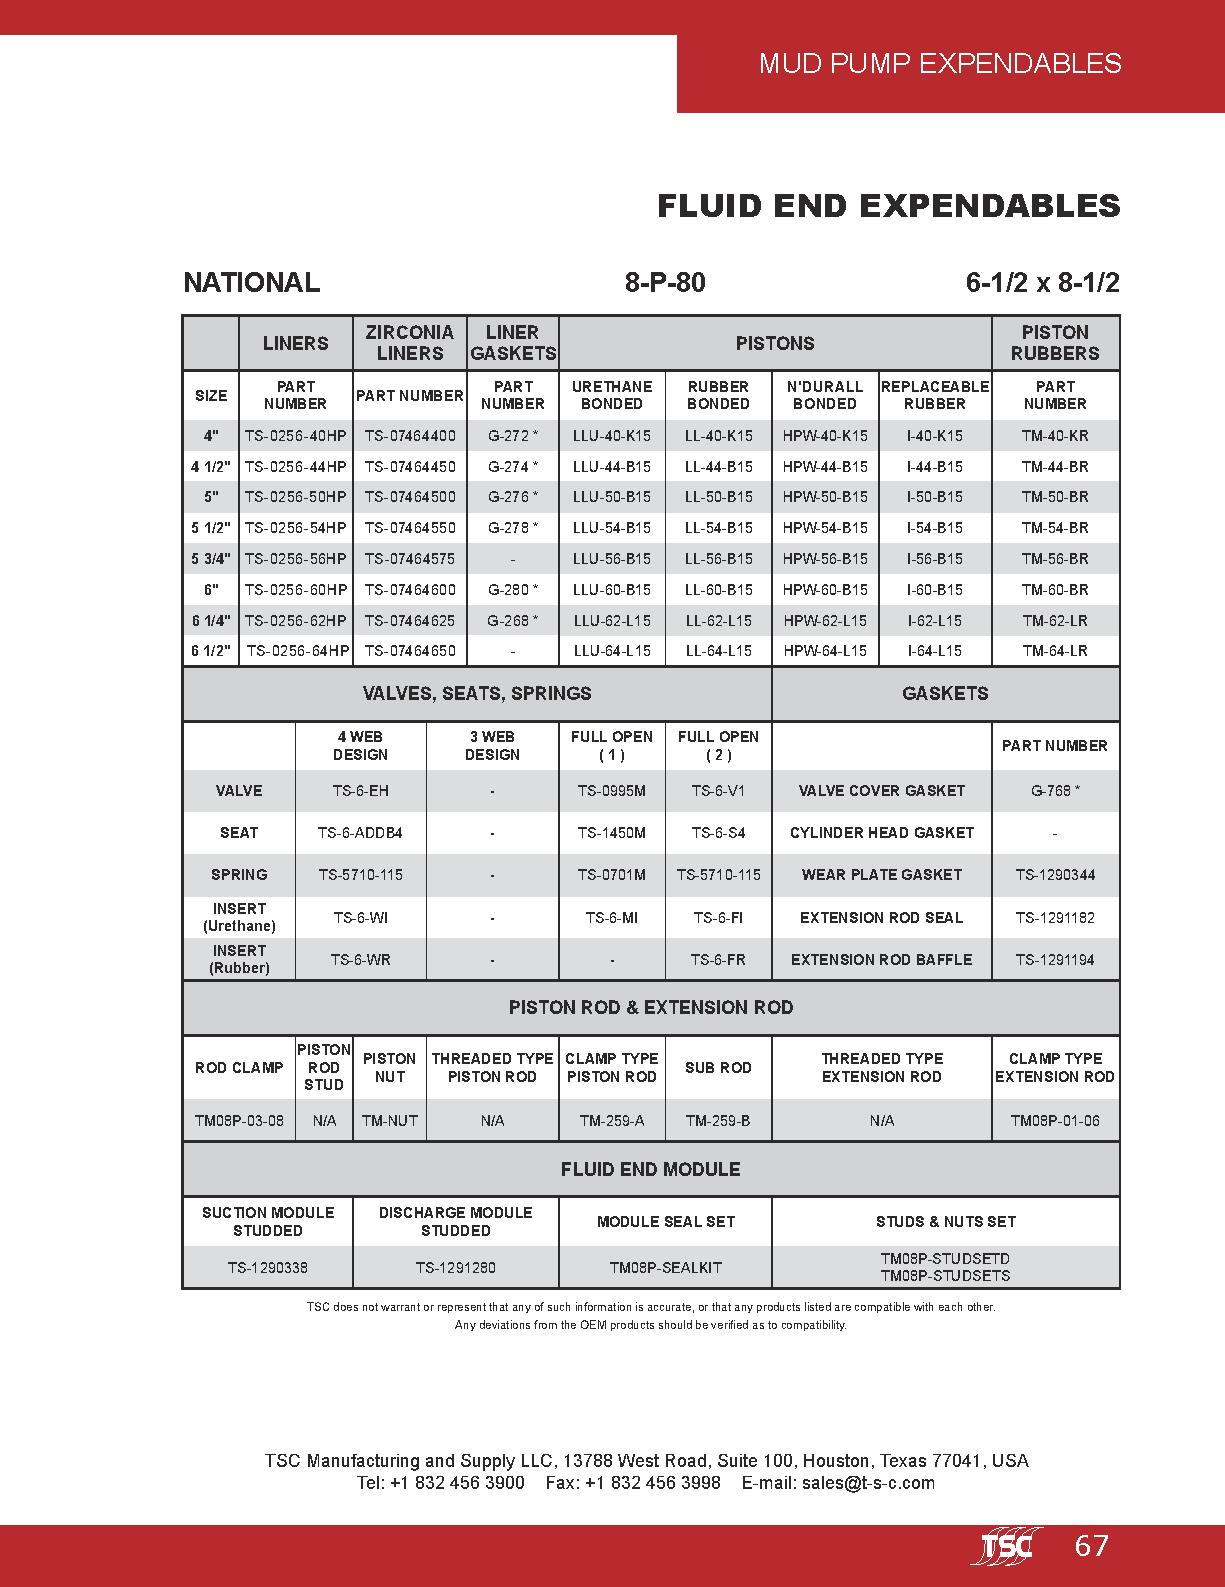 MUD PUMP EXPENDABLES
FLUID END EXPENDABLES
NATIONAL 8-P-80 6-1/2 x 8-1/2
LINERS ZIRCONIA LINERS LINER GASKETS PISTONS PISTON RUBBERS
SIZE PART NUMBER PART NUMBER PART NUMBER URETHANE BONDED RUBBER BONDED N'DURALL BONDED REPLACEABLE RUBBER PART NUMBER
4" TS-0256-40HP TS-07464400 G-272 * LLU-40-K15 LL-40-K15 HPW-40-K15 I-40-K15 TM-40-KR
4 1/2" TS-0256-44HP TS-07464450 G-274 * LLU-44-B15 LL-44-B15 HPW-44-B15 I-44-B15 TM-44-BR
5" TS-0256-50HP TS-07464500 G-276 * LLU-50-B15 LL-50-B15 HPW-50-B15 I-50-B15 TM-50-BR
5 1/2" TS-0256-54HP TS-07464550 G-278 * LLU-54-B15 LL-54-B15 HPW-54-B15 I-54-B15 TM-54-BR
5 3/4" TS-0256-56HP TS-07464575 - LLU-56-B15 LL-56-B15 HPW-56-B15 I-56-B15 TM-56-BR
6" TS-0256-60HP TS-07464600 G-280 * LLU-60-B15 LL-60-B15 HPW-60-B15 I-60-B15 TM-60-BR
6 1/4" TS-0256-62HP TS-07464625 G-268 * LLU-62-L15 LL-62-L15 HPW-62-L15 I-62-L15 TM-62-LR
6 1/2" TS-0256-64HP TS-07464650 - LLU-64-L15 LL-64-L15 HPW-64-L15 I-64-L15 TM-64-LR
VALVES, SEATS, SPRINGS GASKETS
4 WEB DESIGN 3 WEB DESIGN FULL OPEN ( 1 ) FULL OPEN ( 2 ) PART NUMBER
VALVE TS-6-EH - TS-0995M TS-6-V1 VALVE COVER GASKET G-768 *
SEAT TS-6-ADDB4 - TS-1450M TS-6-S4 CYLINDER HEAD GASKET -
SPRING TS-5710-115 - TS-0701M TS-5710-115 WEAR PLATE GASKET TS-1290344
INSERT (Urethane) TS-6-WI - TS-6-MI TS-6-FI EXTENSION ROD SEAL TS-1291182
INSERT (Rubber) TS-6-WR - - TS-6-FR EXTENSION ROD BAFFLE TS-1291194
PISTON ROD & EXTENSION ROD
ROD CLAMP PISTON ROD STUD PISTON NUT THREADED TYPE PISTON ROD CLAMP TYPE PISTON ROD SUB ROD THREADED TYPE EXTENSION ROD CLAMP TYPE EXTENSION ROD
TM08P-03-08 N/A TM-NUT N/A TM-259-A TM-259-B N/A TM08P-01-06
FLUID END MODULE
SUCTION MODULE STUDDED DISCHARGE MODULE STUDDED MODULE SEAL SET STUDS & NUTS SET
TS-1290338 TS-1291280 TM08P-SEALKIT TM08P-STUDSETD TM08P-STUDSETS
TSC does not warrant or represent that any of such information is accurate, or that any products listed are compatible with each other.
Any deviations from the OEM products should be verified as to compatibility.
TSC Manufacturing and Supply LLC, 13788 West Road, Suite 100, Houston, Texas 77041, USA
Tel: +1 832 456 3900 Fax: +1 832 456 3998 E-mail: sales@t-s-c.com
TSC 67